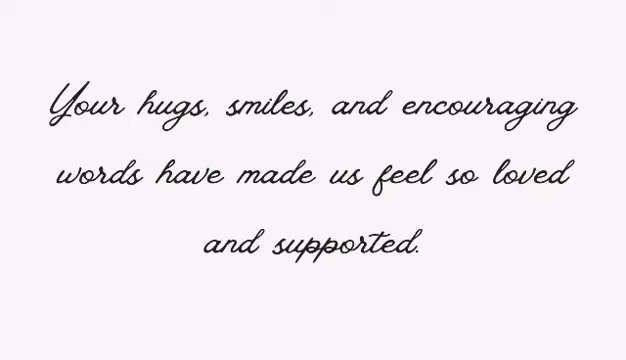 Your hugs, smiles, and encouraging
words have made us feel so loved
and supported.